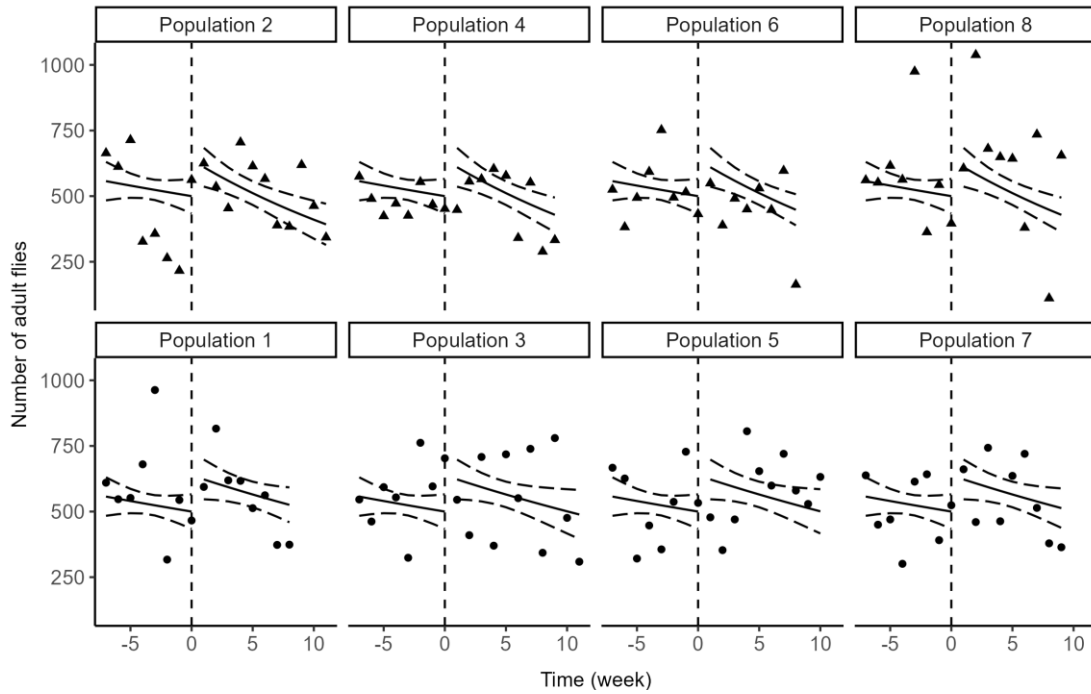 Population 2
Population 4
Population 6
Population 8
1000
750
500
250
Population 1
Population 3
Population 5
Population 7
1000
750
500
250
Number of adult flies
-5 0 5 10
-5 0 5 10
-5 0 5 10
-5 0 5 10
Time (week)